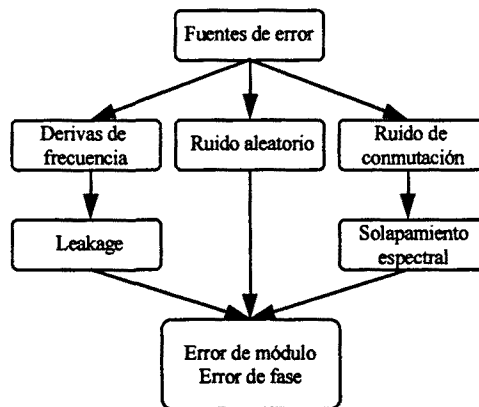 Fuentes de error
Derivas de
frecuencia
Ruido aleatorio
Ruido de
conmutación
Leakage
Solapamiento
espectral
Error de módulo
Error de fase